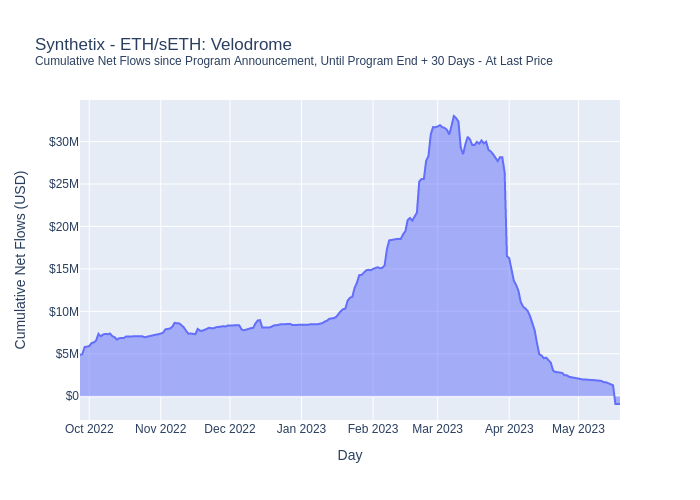 Synthetix - ETH/sETH: Velodrome
Cumulative Net Flows since Program Announcement, Until Program End + 30 Days - At Last Price
Cumulative Net Flows (USD)
$30M
$25M
$20M
$15M
$10M
$5M
$0
Oct 2022 Nov 2022 Dec 2022 Jan 2023 Feb 2023 Mar 2023 Apr 2023 May 2023
Day